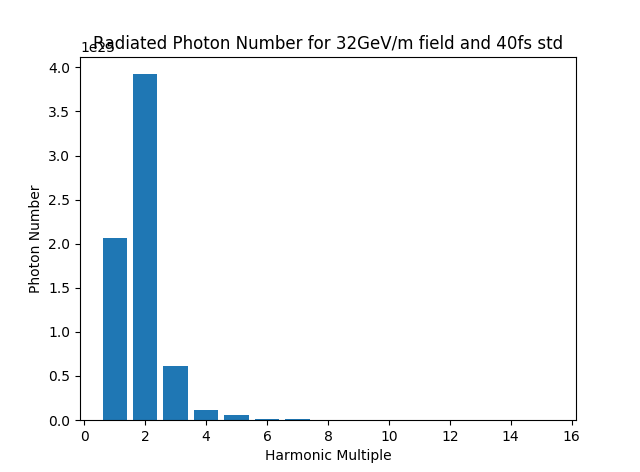 Radiated Photon Number for 32GeV/m field and 40fs std
1e25
4.0
3.5
3.0
2.5
2.0
1.5
1.0
0.5
0.0
Photon Number
0 2 4 6 8 10 12 14 16
Harmonic Multiple